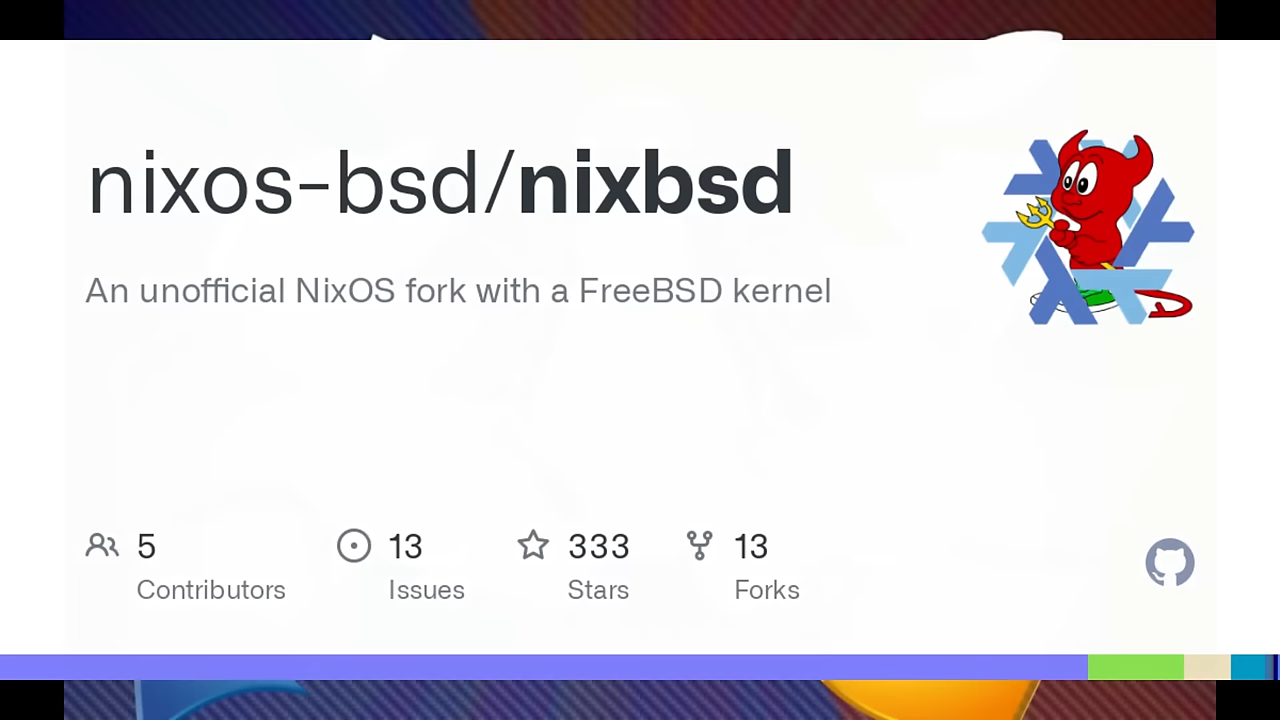 nixos-bsd/nixbsd
An unofficial NixOS fork with a FreeBSD kernel
5 13 333 13
Contributors Issues Stars Forks